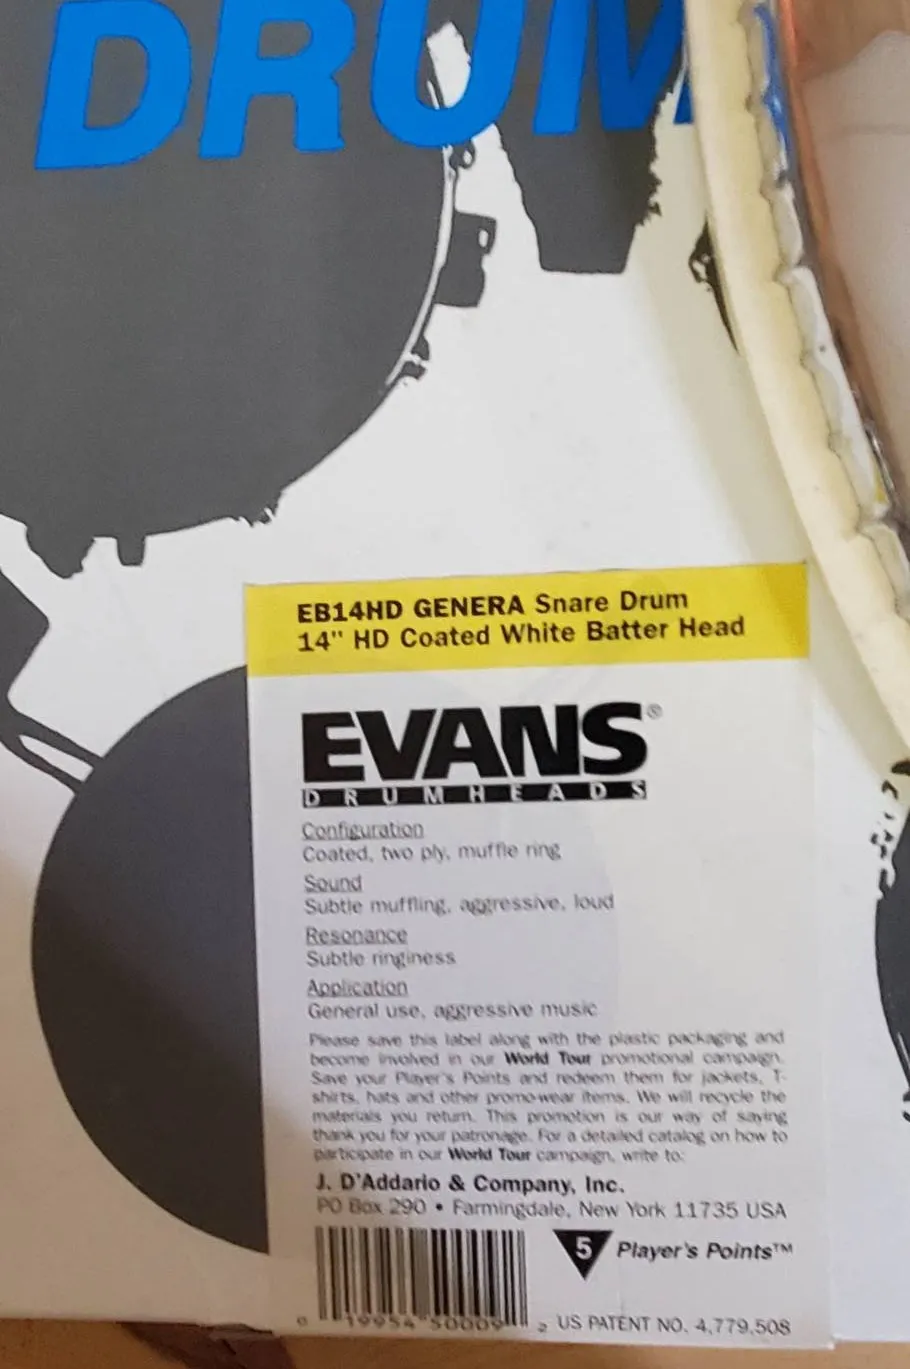 DRUM
EB14HD GENERA Snare Drum
14" HD Coated White Batter Head
EVANS®
DRUMHEADS
Configuration
Coated, two ply, muffle ring
Sound
Subtle muffling, aggressive, loud
Resonance
Subtle ringiness
Application
General use, aggressive music
Please save this label along with the plastic packaging and
become involved in our World Tour promotional campaign.
Save your Player's Points and redeem them for jackets, T-
shirts, hats and other promo-wear items. We will recycle the
materials you return. This promotion is our way of saying
thank you for your patronage. For a detailed catalog on how to
participate in our World Tour campaign, write to:
J. D'Addario & Company, Inc.
PO Box 290 • Farmingdale, New York 11735 USA
5 Player's Points™
0 19954 50009 2 US PATENT NO. 4,779,508